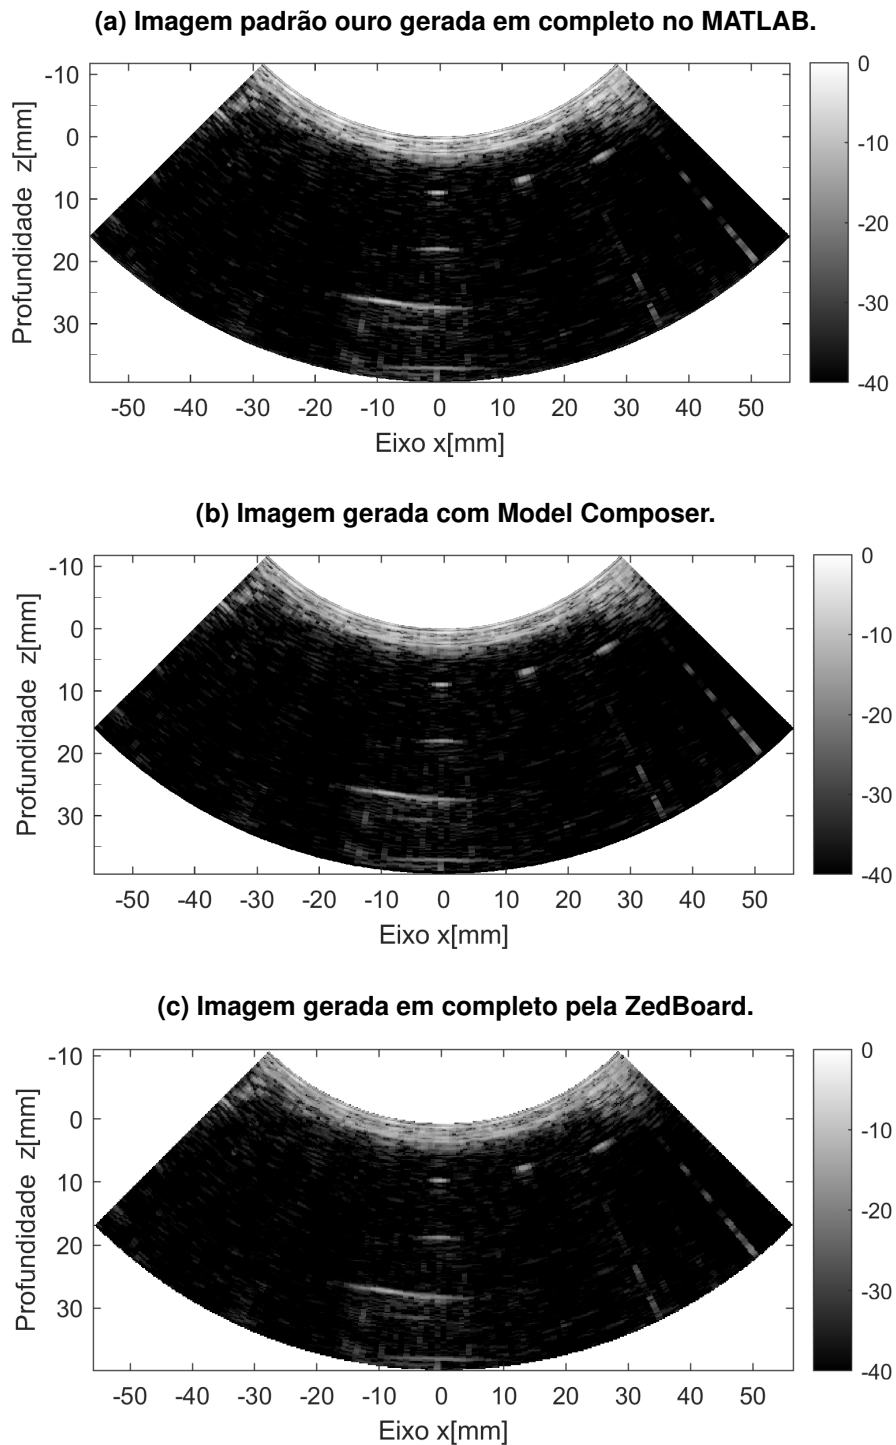 (a) Imagem padrão ouro gerada em completo no MATLAB.
-10
0
10
20
30
Profundidade z[mm]
-50 -40 -30 -20 -10 0 10 20 30 40 50
Eixo x[mm]
0
-10
-20
-30
-40
(b) Imagem gerada com Model Composer.
-10
0
10
20
30
Profundidade z[mm]
-50 -40 -30 -20 -10 0 10 20 30 40 50
Eixo x[mm]
0
-10
-20
-30
-40
(c) Imagem gerada em completo pela ZedBoard.
-10
0
10
20
30
Profundidade z[mm]
-50 -40 -30 -20 -10 0 10 20 30 40 50
Eixo x[mm]
0
-10
-20
-30
-40